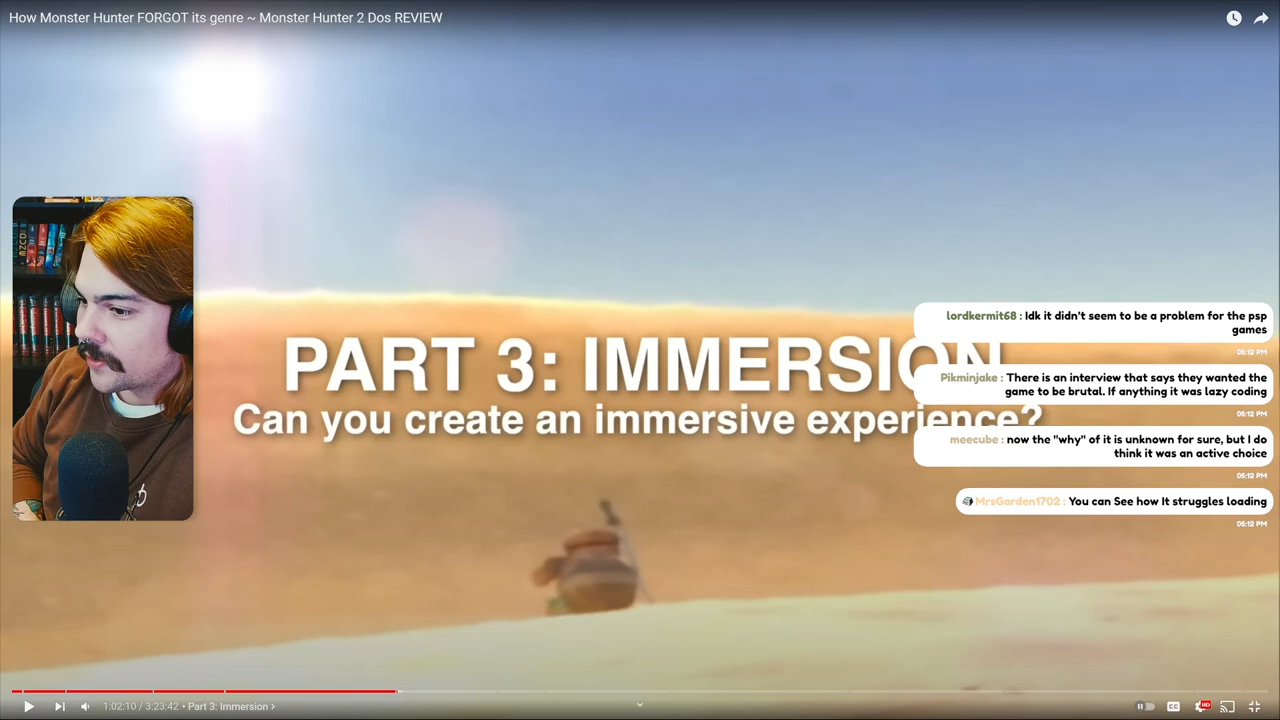 How Monster Hunter FORGOT its genre ~ Monster Hunter 2 Dos REVIEW
PART 3: IMMERSION
Can you create an immersive experience?
lordkermit68 : Idk it didn't seem to be a problem for the psp
games
05:12 PM
Pikminjake : There is an interview that says they wanted the
game to be brutal. If anything it was lazy coding
05:12 PM
meecube : now the "why" of it is unknown for sure, but I do
think it was an active choice
05:12 PM
MrsGarden1702 : You can See how It struggles loading
05:12 PM
1:02:10 / 3:23:42 • Part 3: Immersion >
CC
HD